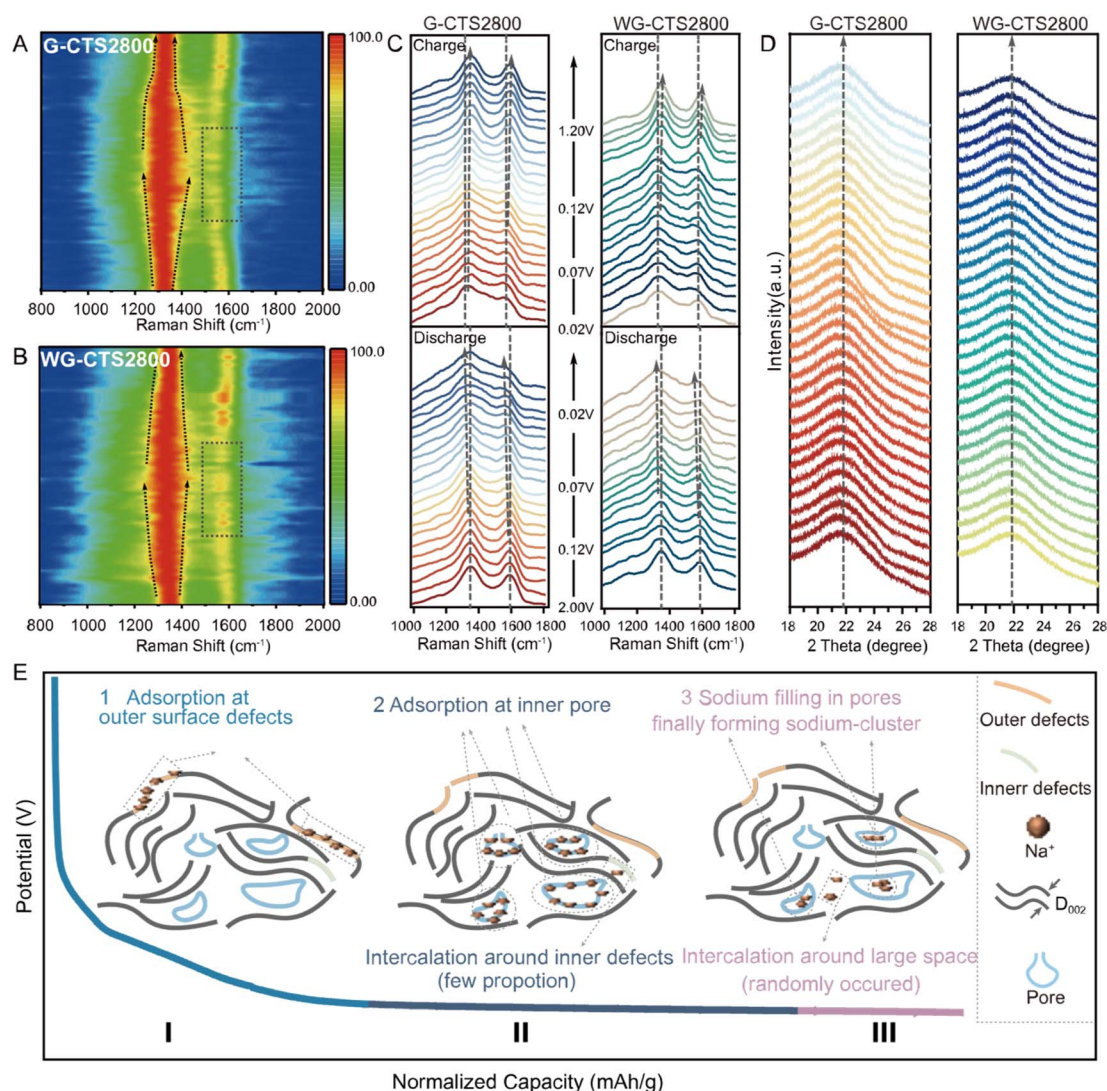 A
G-CTS2800
100.0
0.00
800 1000 1200 1400 1600 1800 2000
Raman Shift (cm⁻¹)
B
WG-CTS2800
100.0
0.00
800 1000 1200 1400 1600 1800 2000
Raman Shift (cm⁻¹)
C
G-CTS2800
WG-CTS2800
Charge
Charge
1.20V
0.12V
0.07V
0.02V
Discharge
Discharge
0.02V
0.07V
0.12V
2.00V
1000 1200 1400 1600 1800
1000 1200 1400 1600 1800
Raman Shift (cm⁻¹)
Raman Shift (cm⁻¹)
D
G-CTS2800
WG-CTS2800
Intensity(a.u.)
18 20 22 24 26 28
18 20 22 24 26 28
2 Theta (degree)
2 Theta (degree)
E
1 Adsorption at
outer surface defects
2 Adsorption at inner pore
3 Sodium filling in pores
finally forming sodium-cluster
Intercalation around inner defects
(few propotion)
Intercalation around large space
(randomly occured)
Outer defects
Innerr defects
Na⁺
D₀₀₂
Pore
I
II
III
Potential (V)
Normalized Capacity (mAh/g)